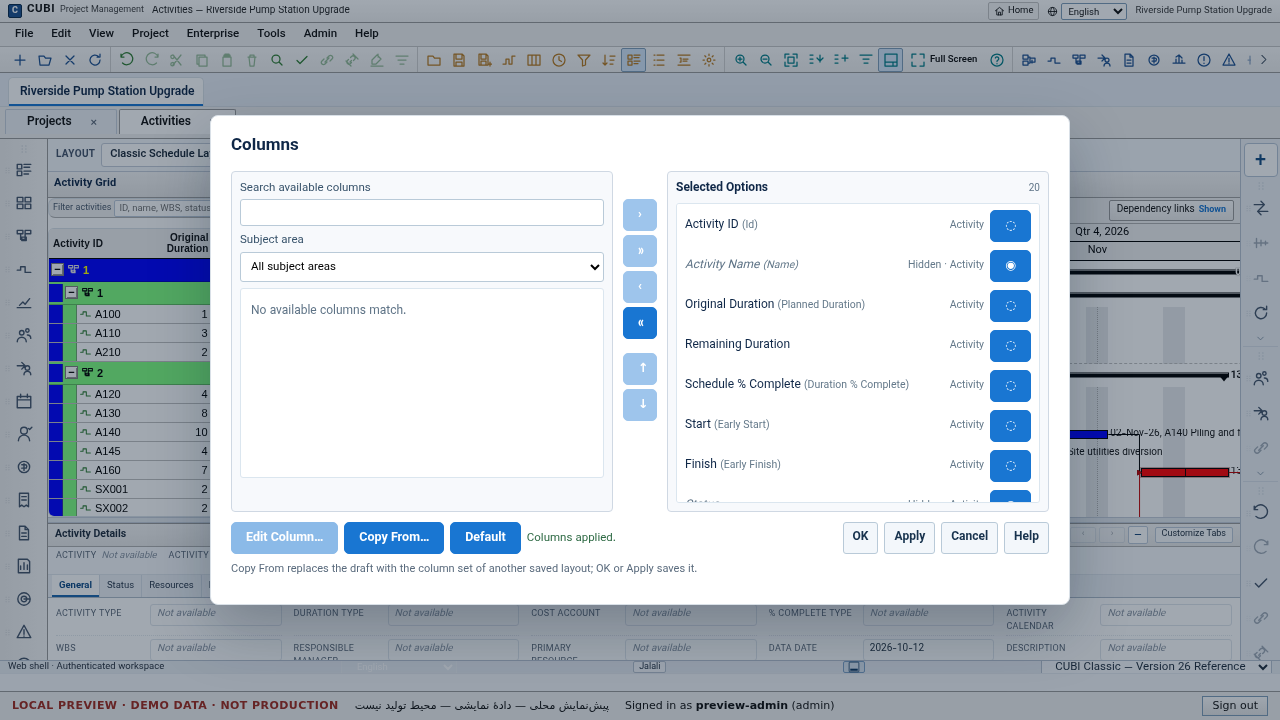 CUBI Project Management Activities — Riverside Pump Station Upgrade Home English Riverside Pump Station Upgrade
File Edit View Project Enterprise Tools Admin Help
Full Screen
Riverside Pump Station Upgrade
Projects × Activities
LAYOUT Classic Schedule La
Activity Grid
Filter activities ID, name, WBS, status Dependency links Shown
Activity ID Original Duration Qtr 4, 2026
Nov
1
1
A100 1
A110 3
A210 2
2
A120 4
A130 8
A140 10 02-Nov-26, A140 Piling and f
A145 4 Site utilities diversion
A160 7
SX001 2
SX002 2
Columns
Search available columns
Subject area
All subject areas
No available columns match.
› » ‹ « ↑ ↓
Selected Options 20
Activity ID (Id) Activity
Activity Name (Name) Hidden · Activity
Original Duration (Planned Duration) Activity
Remaining Duration Activity
Schedule % Complete (Duration % Complete) Activity
Start (Early Start) Activity
Finish (Early Finish) Activity
Edit Column... Copy From... Default Columns applied. OK Apply Cancel Help
Copy From replaces the draft with the column set of another saved layout; OK or Apply saves it.
Activity Details Customize Tabs
ACTIVITY Not available ACTIVITY
General Status Resources
ACTIVITY TYPE Not available DURATION TYPE Not available COST ACCOUNT Not available % COMPLETE TYPE Not available ACTIVITY CALENDAR Not available
WBS Not available RESPONSIBLE MANAGER Not available PRIMARY RESOURCE Not available DATA DATE 2026-10-12 DESCRIPTION Not available
Web shell · Authenticated workspace English Jalali CUBI Classic — Version 26 Reference
LOCAL PREVIEW · DEMO DATA · NOT PRODUCTION پیش‌نمایش محلی — دادهٔ نمایشی — محیط تولید نیست Signed in as preview-admin (admin) Sign out